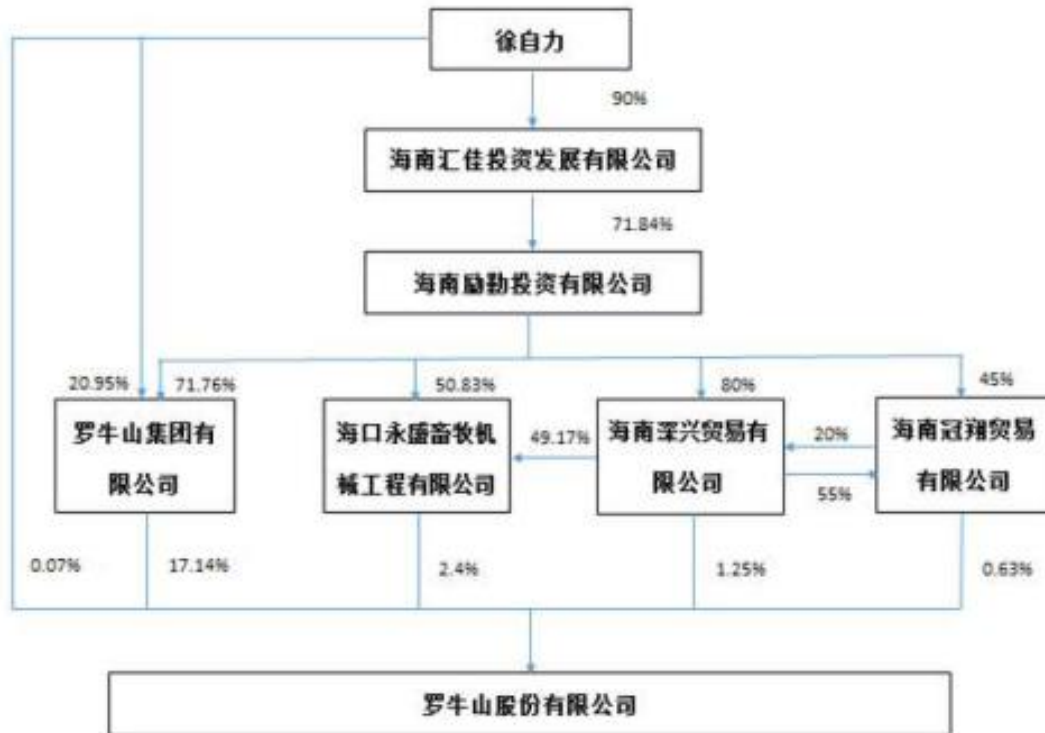 徐自力
90%
海南汇佳投资发展有限公司
71.84%
海南励勤投资有限公司
20.95%
71.76%
50.83%
80%
45%
罗牛山集团有
限公司
海口永盛畜牧机
械工程有限公司
49.17%
海南深兴贸易有
限公司
20%
55%
海南冠翔贸易
有限公司
0.07%
17.14%
2.4%
1.25%
0.63%
罗牛山股份有限公司